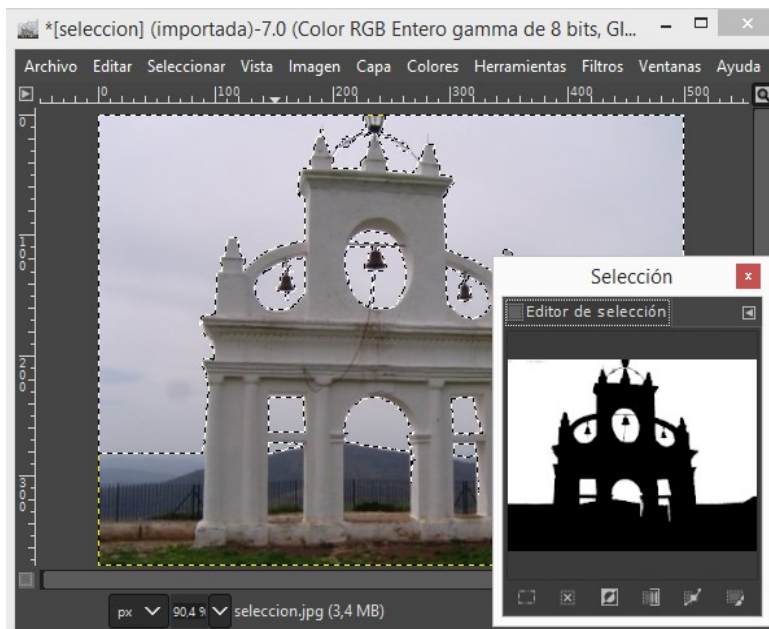 *[seleccion] (importada)-7.0 (Color RGB Entero gamma de 8 bits, GI...
Archivo Editar Seleccionar Vista Imagen Capa Colores Herramientas Filtros Ventanas Ayuda
0 100 200 300 400 500
0
100
200
300
Selección
Editor de selección
px 90,4 % seleccion.jpg (3,4 MB)